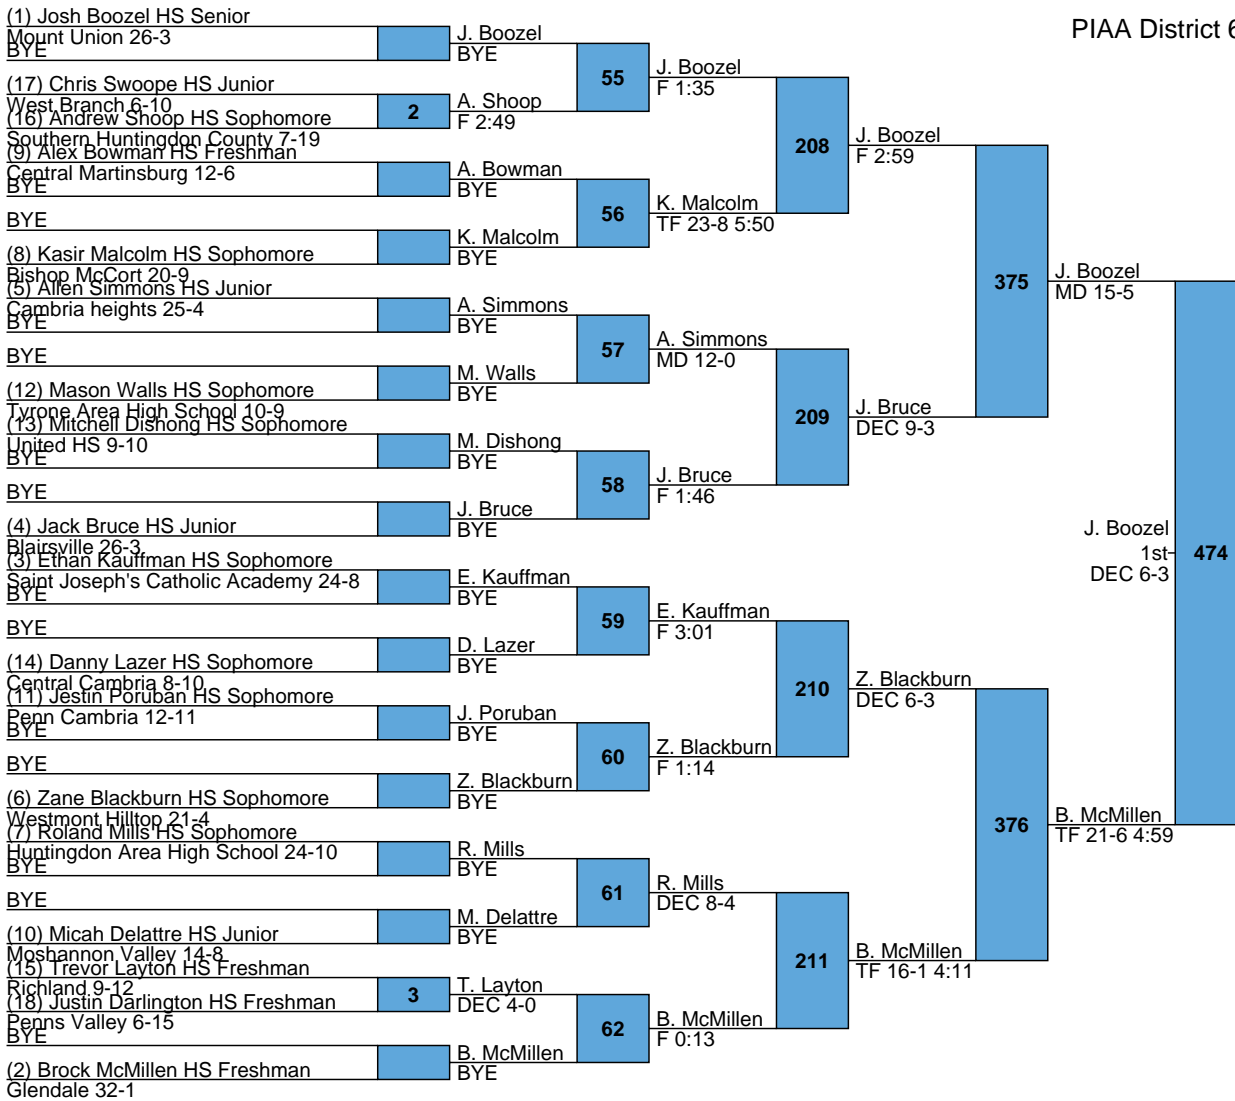 PIAA District 6
(1) Josh Boozel HS Senior
Mount Union 26-3
BYE
(17) Chris Swoope HS Junior
West Branch 6-10
(16) Andrew Shoop HS Sophomore
Southern Huntingdon County 7-19
(9) Alex Bowman HS Freshman
Central Martinsburg 12-6
BYE
BYE
(8) Kasir Malcolm HS Sophomore
Bishop McCort 20-9
(5) Allen Simmons HS Junior
Cambria heights 25-4
BYE
BYE
(12) Mason Walls HS Sophomore
Tyrone Area High School 10-9
(13) Mitchell Dishong HS Sophomore
United HS 9-10
BYE
BYE
(4) Jack Bruce HS Junior
Blairsville 26-3
(3) Ethan Kauffman HS Sophomore
Saint Joseph's Catholic Academy 24-8
BYE
BYE
(14) Danny Lazer HS Sophomore
Central Cambria 8-10
(11) Jestin Poruban HS Sophomore
Penn Cambria 12-11
BYE
BYE
(6) Zane Blackburn HS Sophomore
Westmont Hilltop 21-4
(7) Roland Mills HS Sophomore
Huntingdon Area High School 24-10
BYE
BYE
(10) Micah Delattre HS Junior
Moshannon Valley 14-8
(15) Trevor Layton HS Freshman
Richland 9-12
(18) Justin Darlington HS Freshman
Penns Valley 6-15
BYE
(2) Brock McMillen HS Freshman
Glendale 32-1
2
3
J. Boozel
BYE
A. Shoop
F 2:49
A. Bowman
BYE
K. Malcolm
BYE
A. Simmons
BYE
M. Walls
BYE
M. Dishong
BYE
J. Bruce
BYE
E. Kauffman
BYE
D. Lazer
BYE
J. Poruban
BYE
Z. Blackburn
BYE
R. Mills
BYE
M. Delattre
BYE
T. Layton
DEC 4-0
B. McMillen
BYE
55
56
57
58
59
60
61
62
J. Boozel
F 1:35
K. Malcolm
TF 23-8 5:50
A. Simmons
MD 12-0
J. Bruce
F 1:46
E. Kauffman
F 3:01
Z. Blackburn
F 1:14
R. Mills
DEC 8-4
B. McMillen
F 0:13
208
209
210
211
J. Boozel
F 2:59
J. Bruce
DEC 9-3
Z. Blackburn
DEC 6-3
B. McMillen
TF 16-1 4:11
375
376
J. Boozel
MD 15-5
B. McMillen
TF 21-6 4:59
J. Boozel
1st
DEC 6-3
474